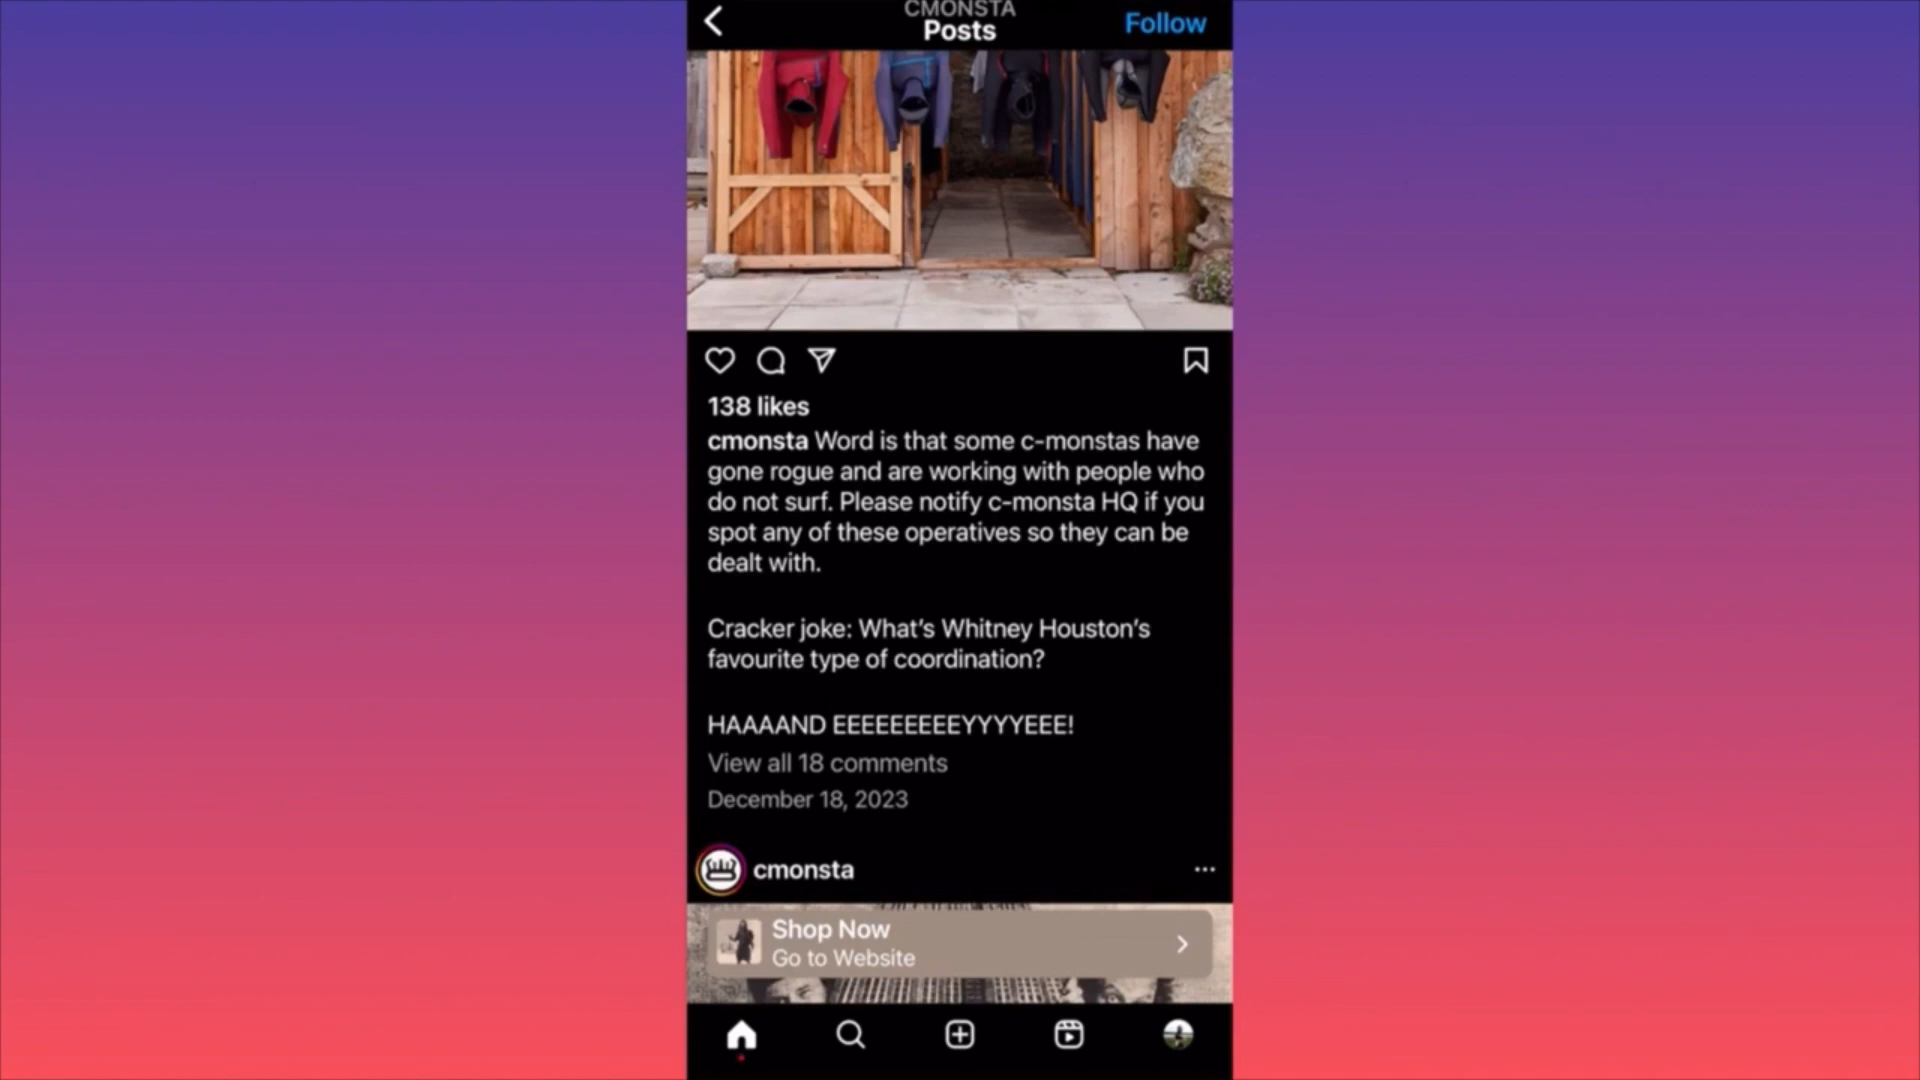 CMONSTA
Posts
Follow
138 likes
cmonsta Word is that some c-monstas have
gone rogue and are working with people who
do not surf. Please notify c-monsta HQ if you
spot any of these operatives so they can be
dealt with.
Cracker joke: What's Whitney Houston's
favourite type of coordination?
HAAAAND EEEEEEEEEYYYYEEE!
View all 18 comments
December 18, 2023
cmonsta
Shop Now
Go to Website